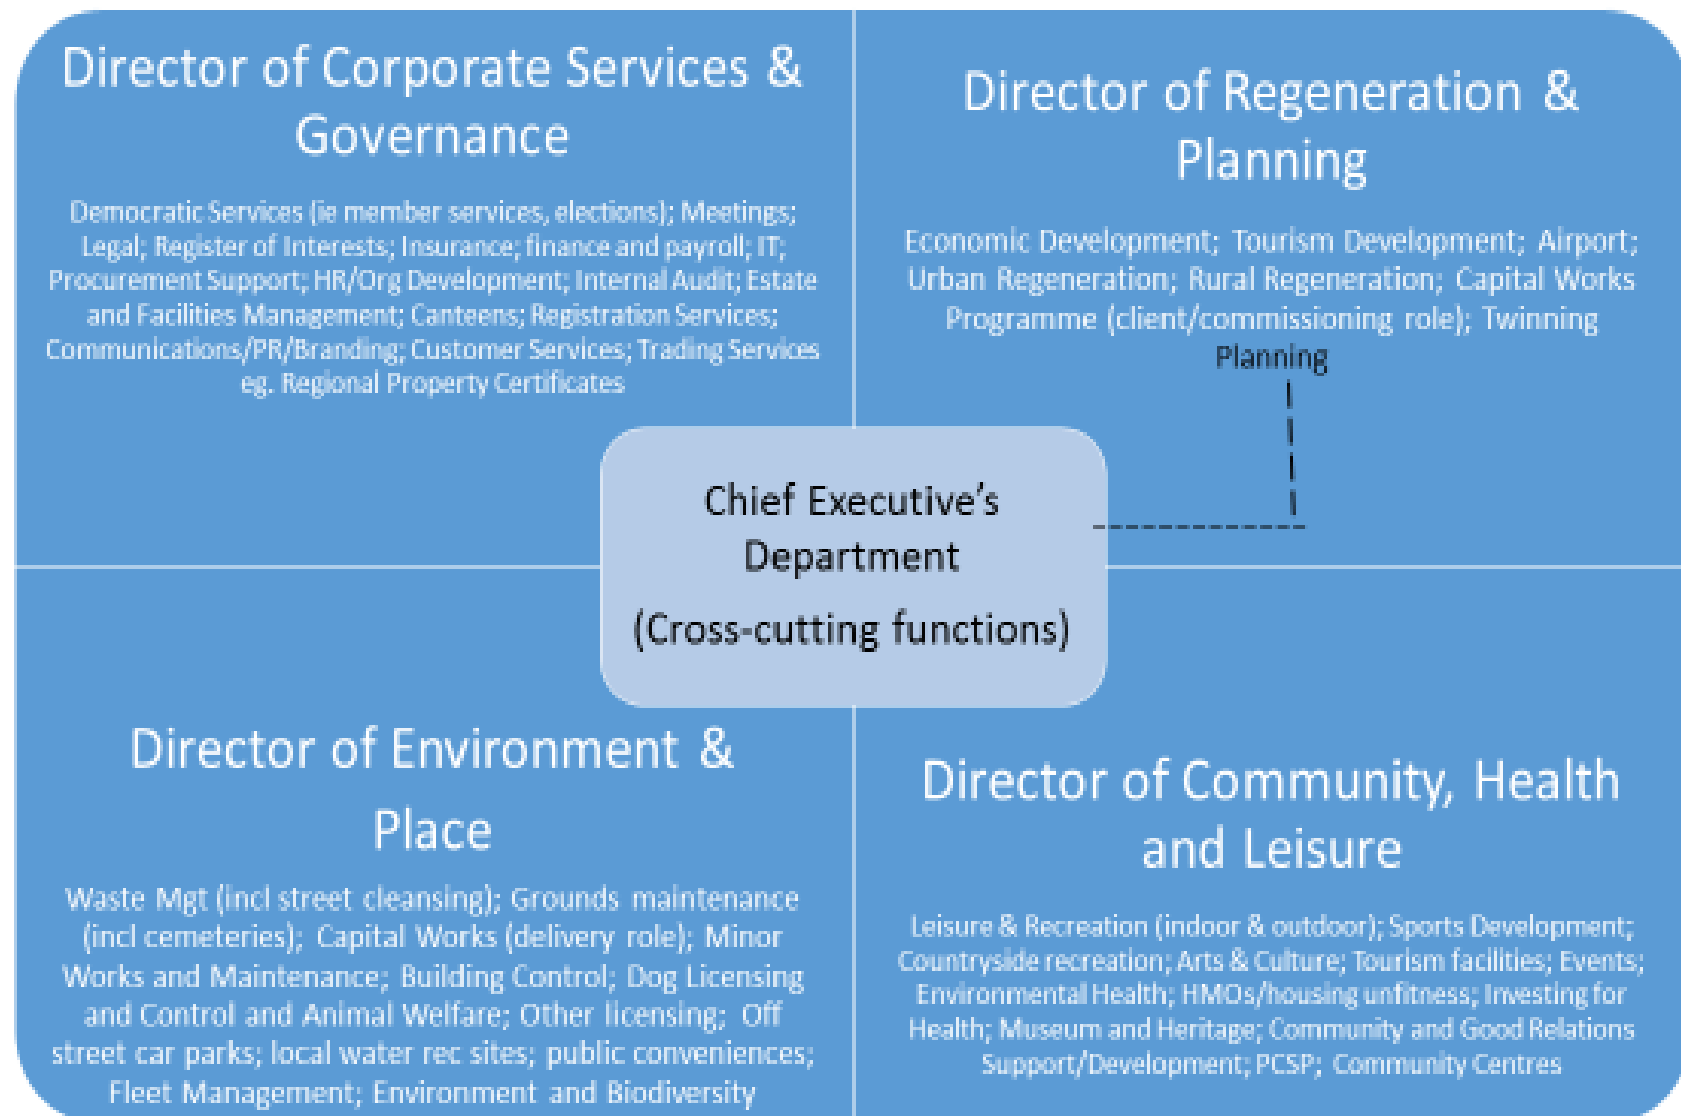 Director of Corporate Services &
Governance
Democratic Services (ie member services, elections); Meetings;
Legal; Register of Interests; Insurance; finance and payroll; IT;
Procurement Support; HR/Org Development; Internal Audit; Estate
and Facilities Management; Canteens; Registration Services;
Communications/PR/Branding; Customer Services; Trading Services
eg. Regional Property Certificates
Director of Regeneration &
Planning
Economic Development; Tourism Development; Airport;
Urban Regeneration; Rural Regeneration; Capital Works
Programme (client/commissioning role); Twinning
Planning
Chief Executive's
Department
(Cross-cutting functions)
Director of Environment &
Place
Waste Mgt (incl street cleansing); Grounds maintenance
(incl cemeteries); Capital Works (delivery role); Minor
Works and Maintenance; Building Control; Dog Licensing
and Control and Animal Welfare; Other licensing; Off
street car parks; local water rec sites; public conveniences;
Fleet Management; Environment and Biodiversity
Director of Community, Health
and Leisure
Leisure & Recreation (indoor & outdoor); Sports Development;
Countryside recreation; Arts & Culture; Tourism facilities; Events;
Environmental Health; HMOs/housing unfitness; Investing for
Health; Museum and Heritage; Community and Good Relations
Support/Development; PCSP; Community Centres